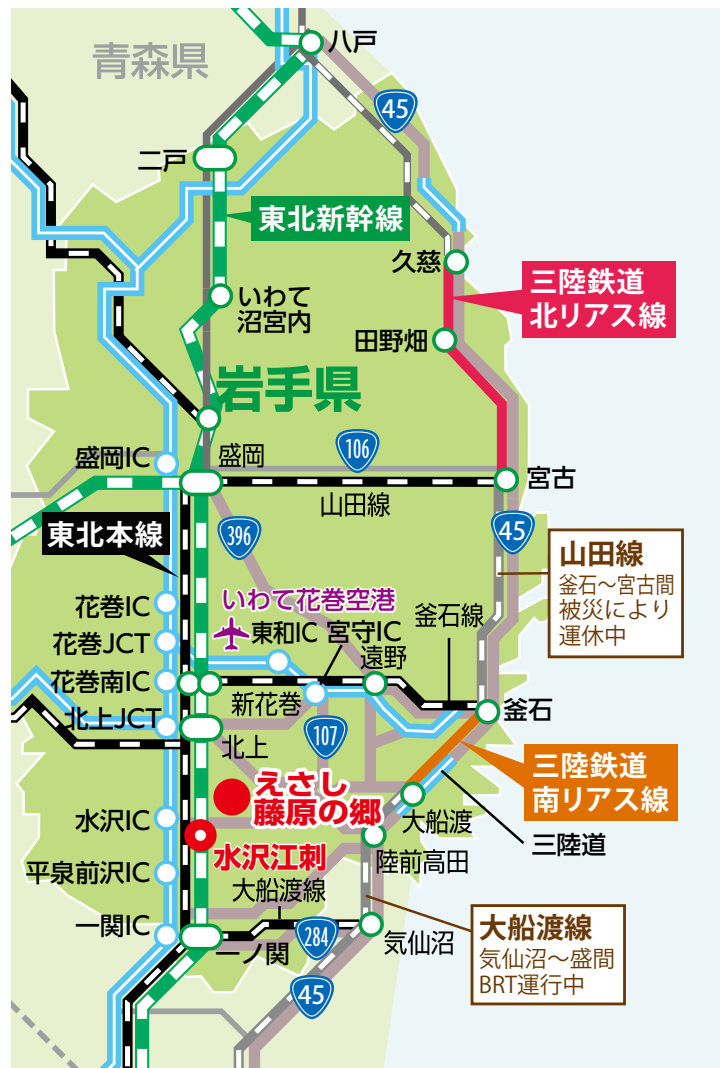 八戸
青森県
45
二戸
東北新幹線
久慈
いわて
沼宮内
三陸鉄道
北リアス線
田野畑
岩手県
盛岡IC
盛岡
106
宮古
山田線
東北本線
396
45
山田線
釜石〜宮古間
被災により
運休中
花巻IC
いわて花巻空港
花巻JCT
東和IC
宮守IC
釜石線
遠野
花巻南IC
新花巻
釜石
北上JCT
北上
107
三陸鉄道
南リアス線
えさし
藤原の郷
水沢IC
大船渡
三陸道
水沢江刺
陸前高田
平泉前沢IC
大船渡線
一関IC
284
気仙沼
一ノ関
大船渡線
気仙沼〜盛間
BRT運行中
45